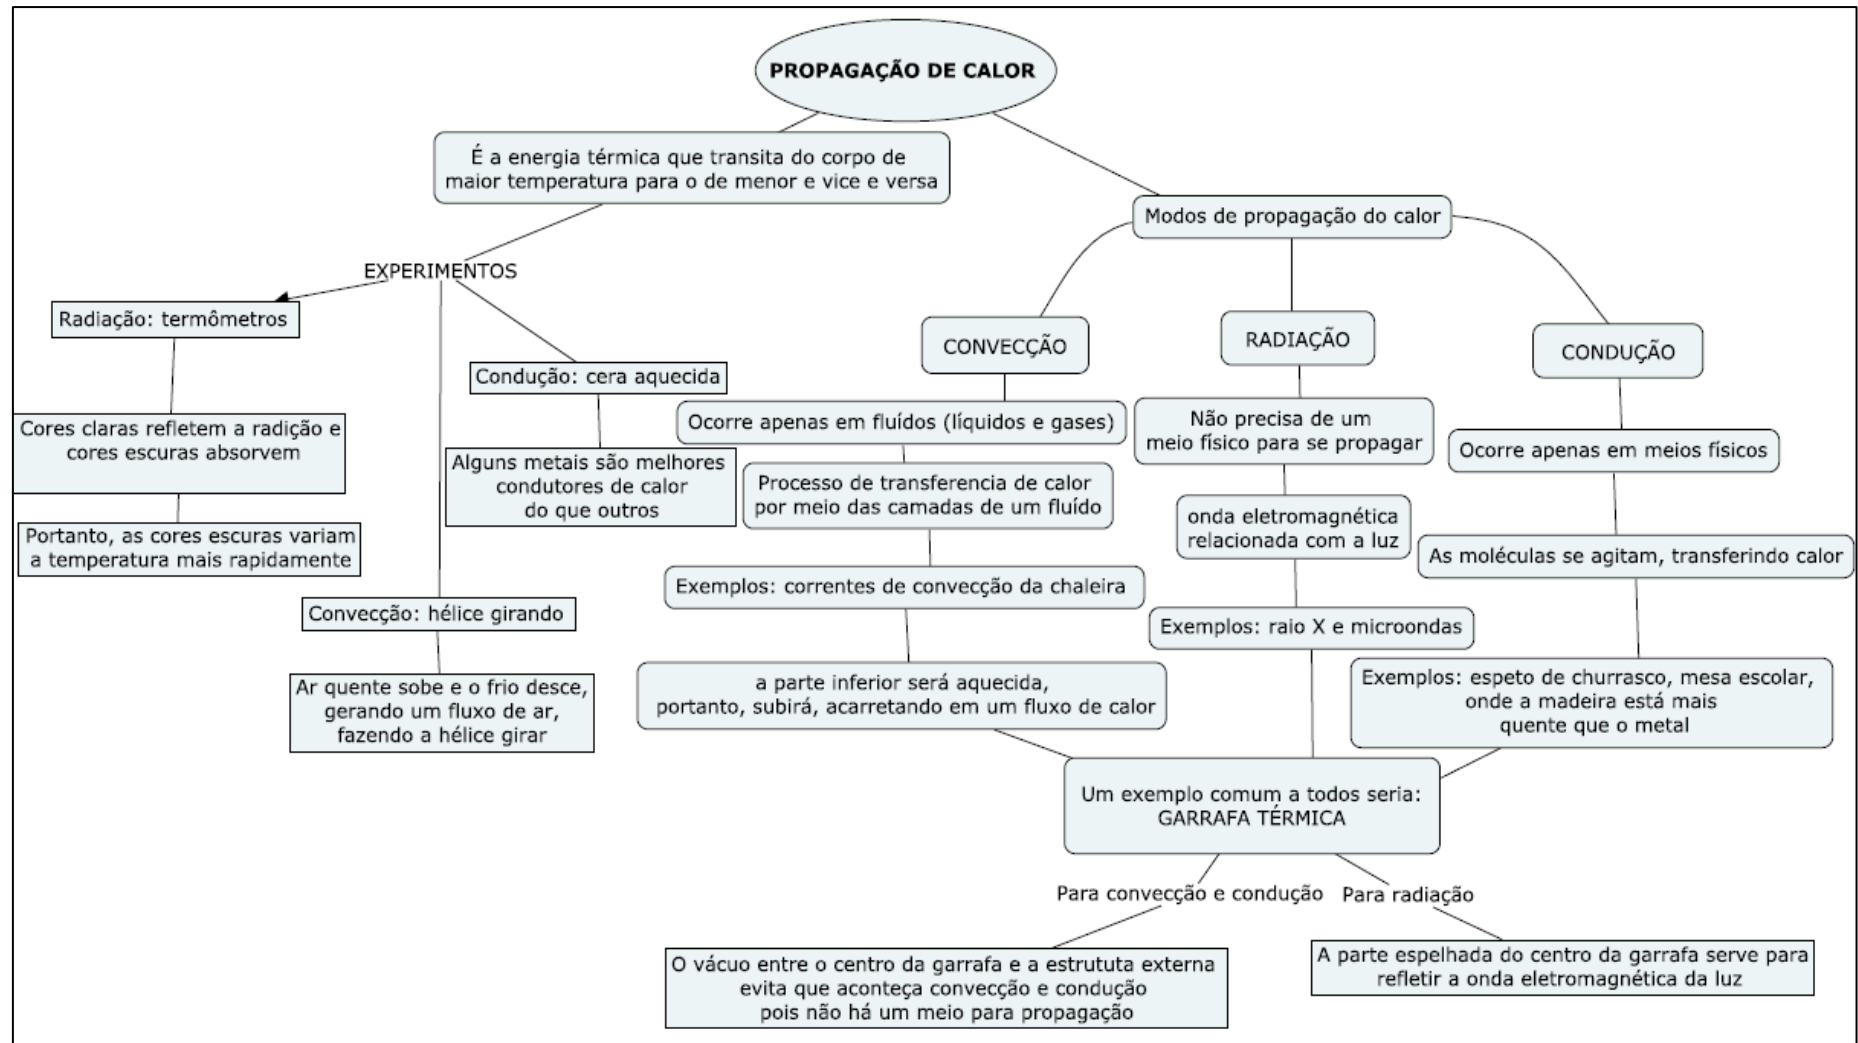 PROPAGAÇÃO DE CALOR
É a energia térmica que transita do corpo de
maior temperatura para o de menor e vice e versa
EXPERIMENTOS
Radiação: termômetros
Cores claras refletem a radição e
cores escuras absorvem
Portanto, as cores escuras variam
a temperatura mais rapidamente
Condução: cera aquecida
Alguns metais são melhores
condutores de calor
do que outros
Convecção: hélice girando
Ar quente sobe e o frio desce,
gerando um fluxo de ar,
fazendo a hélice girar
Modos de propagação do calor
CONVECÇÃO
Ocorre apenas em fluídos (líquidos e gases)
Processo de transferencia de calor
por meio das camadas de um fluído
Exemplos: correntes de convecção da chaleira
a parte inferior será aquecida,
portanto, subirá, acarretando em um fluxo de calor
RADIAÇÃO
Não precisa de um
meio físico para se propagar
onda eletromagnética
relacionada com a luz
Exemplos: raio X e microondas
CONDUÇÃO
Ocorre apenas em meios físicos
As moléculas se agitam, transferindo calor
Exemplos: espeto de churrasco, mesa escolar,
onde a madeira está mais
quente que o metal
Um exemplo comum a todos seria:
GARRAFA TÉRMICA
Para convecção e condução
O vácuo entre o centro da garrafa e a estrututa externa
evita que aconteça convecção e condução
pois não há um meio para propagação
Para radiação
A parte espelhada do centro da garrafa serve para
refletir a onda eletromagnética da luz